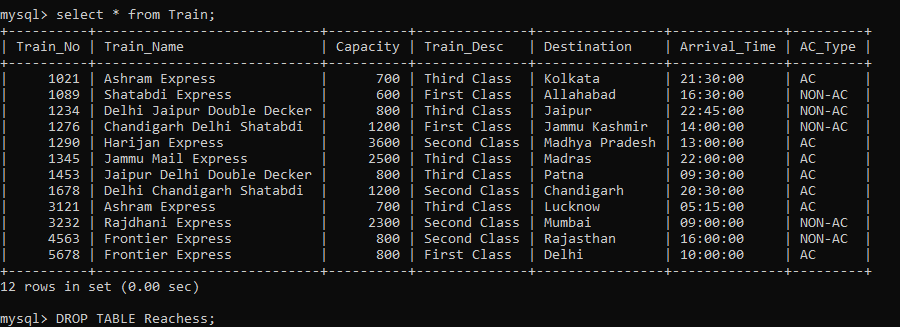 mysql> select * from Train;
+----------+----------------------------+----------+--------------+----------------+--------------+---------+
| Train_No | Train_Name                 | Capacity | Train_Desc   | Destination    | Arrival_Time | AC_Type |
+----------+----------------------------+----------+--------------+----------------+--------------+---------+
|     1021 | Ashram Express             |      700 | Third Class  | Kolkata        | 21:30:00     | AC      |
|     1089 | Shatabdi Express           |      600 | First Class  | Allahabad      | 16:30:00     | NON-AC  |
|     1234 | Delhi Jaipur Double Decker |      800 | Third Class  | Jaipur         | 22:45:00     | NON-AC  |
|     1276 | Chandigarh Delhi Shatabdi  |     1200 | First Class  | Jammu Kashmir  | 14:00:00     | NON-AC  |
|     1290 | Harijan Express            |     3600 | Second Class | Madhya Pradesh | 13:00:00     | AC      |
|     1345 | Jammu Mail Express         |     2500 | Third Class  | Madras         | 22:00:00     | AC      |
|     1453 | Jaipur Delhi Double Decker |      800 | Third Class  | Patna          | 09:30:00     | AC      |
|     1678 | Delhi Chandigarh Shatabdi  |     1200 | Second Class | Chandigarh     | 20:30:00     | AC      |
|     3121 | Ashram Express             |      700 | Third Class  | Lucknow        | 05:15:00     | AC      |
|     3232 | Rajdhani Express           |     2300 | Second Class | Mumbai         | 09:00:00     | NON-AC  |
|     4563 | Frontier Express           |      800 | Second Class | Rajasthan      | 16:00:00     | NON-AC  |
|     5678 | Frontier Express           |      800 | First Class  | Delhi          | 10:00:00     | AC      |
+----------+----------------------------+----------+--------------+----------------+--------------+---------+
12 rows in set (0.00 sec)
mysql> DROP TABLE Reachess;